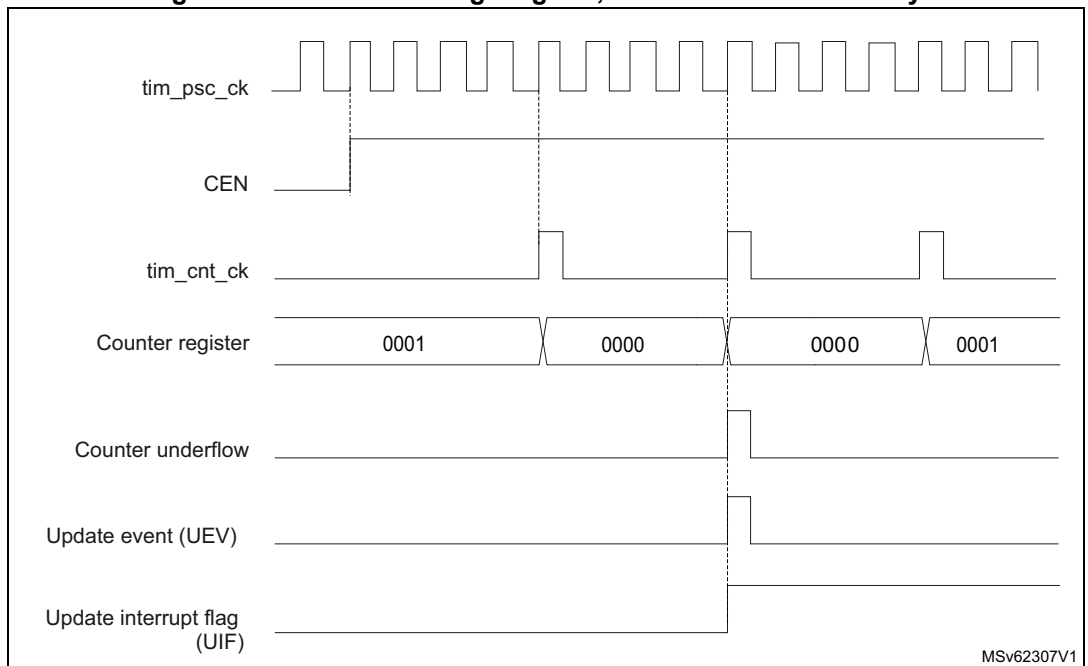 tim_psc_ck
CEN
tim_cnt_ck
Counter register
0001
0000
0000
0001
Counter underflow
Update event (UEV)
Update interrupt flag
(UIF)
MSv62307V1